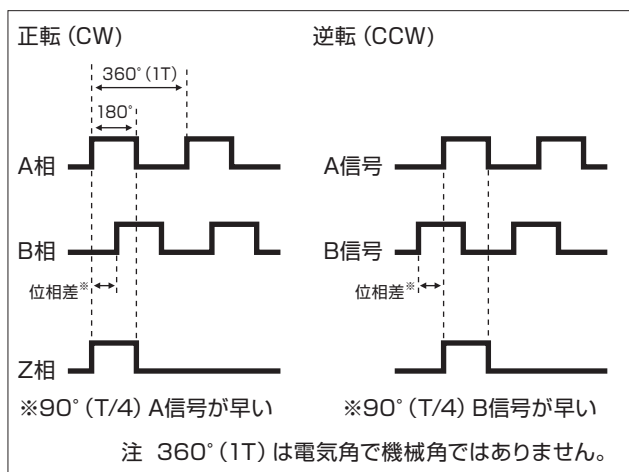 正転 (CW)
逆転 (CCW)
360°(1T)
180°
A相
A信号
B相
B信号
位相差※
位相差※
Z相
※90°(T/4) A信号が早い
※90°(T/4) B信号が早い
注 360°(1T) は電気角で機械角ではありません。